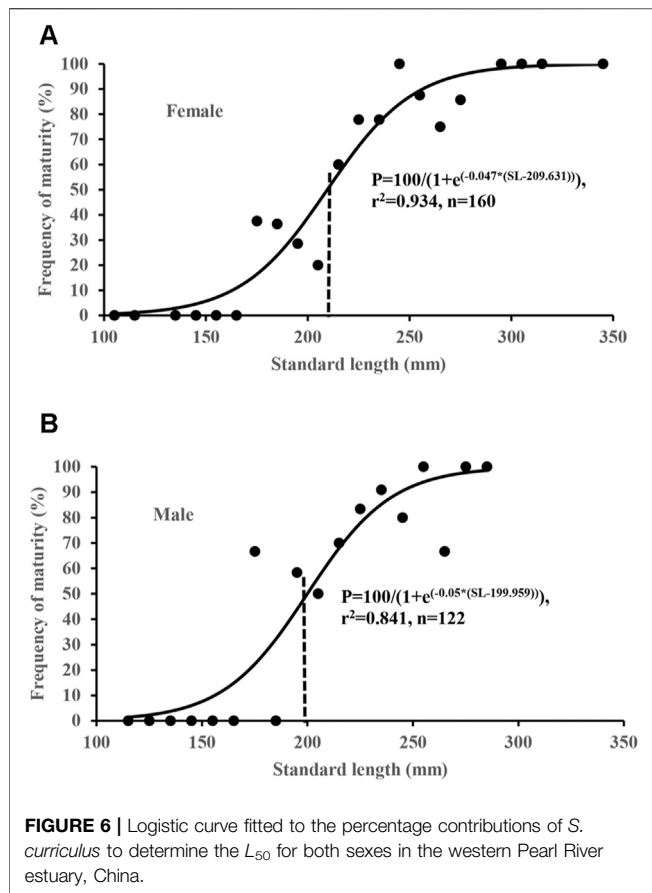 A
Frequency of maturity (%)
100
90
80
70
60
50
40
30
20
10
0
Female
P=100/(1+e^(-0.047*(SL-209.631))),
r²=0.934, n=160
100
150
200
250
300
350
Standard length (mm)
B
Frequency of maturity (%)
100
90
80
70
60
50
40
30
20
10
0
Male
P=100/(1+e^(-0.05*(SL-199.959))),
r²=0.841, n=122
100
150
200
250
300
350
Standard length (mm)
FIGURE 6 | Logistic curve fitted to the percentage contributions of S.
curriculus to determine the L₅₀ for both sexes in the western Pearl River
estuary, China.